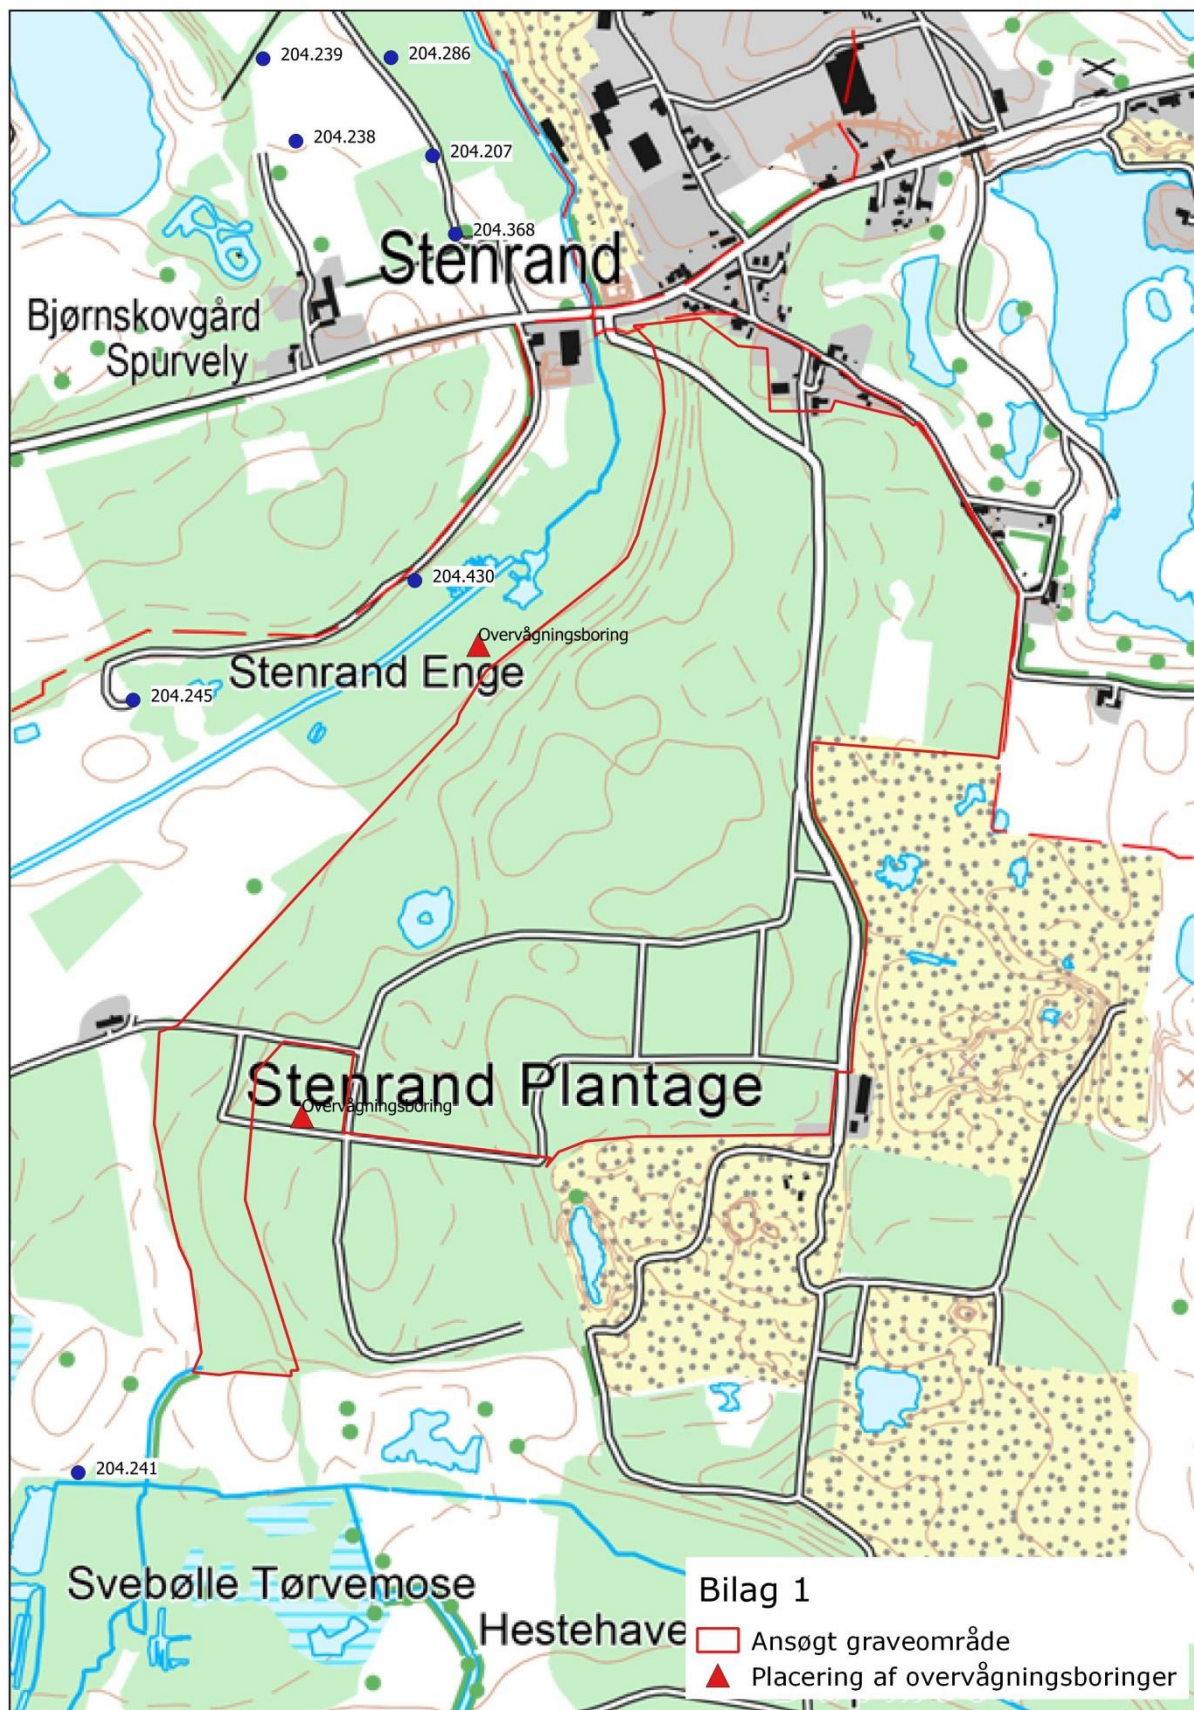 204.239
204.286
204.238
204.207
204.368
Stenrand
Bjørnskovgård
Spurvely
204.430
Overvågningsboring
Stenrand Enge
204.245
Stenrand Plantage
Overvågningsboring
204.241
Svebølle Tørvemose
Hestehave
Bilag 1
Ansøgt graveområde
Placering af overvågningsboringer